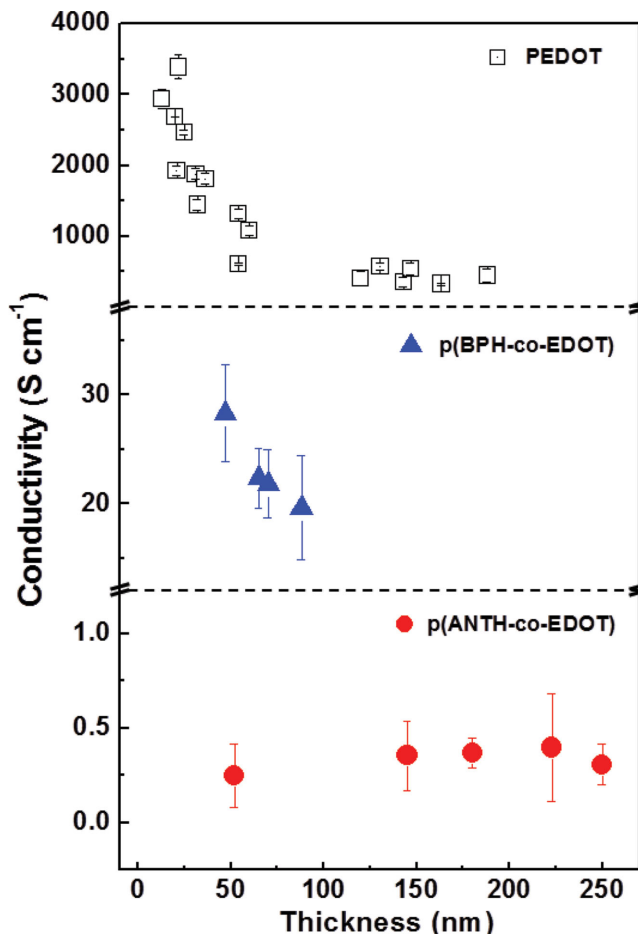 4000
PEDOT
3000
2000
1000
p(BPH-co-EDOT)
30
20
Conductivity (S cm⁻¹)
p(ANTH-co-EDOT)
1.0
0.5
0.0
0 50 100 150 200 250
Thickness (nm)